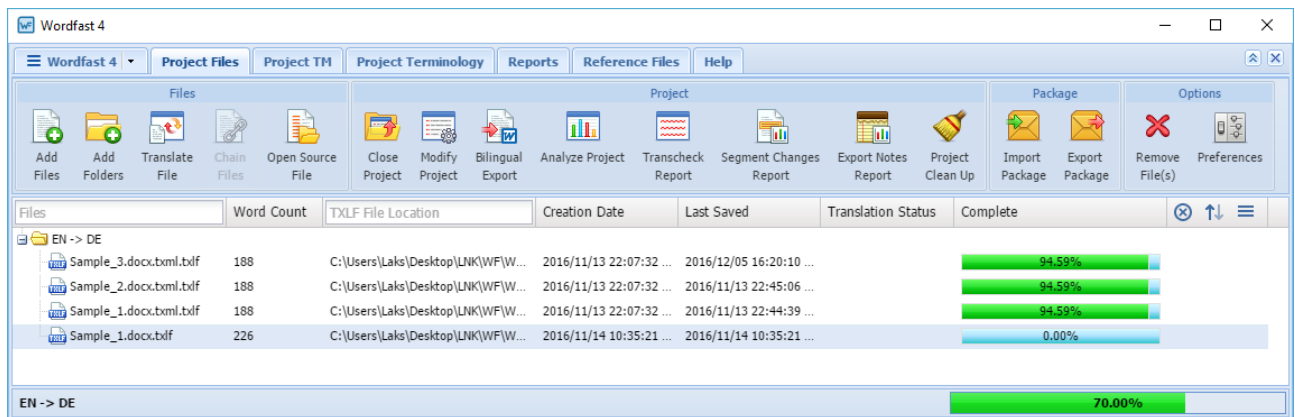 Wordfast 4
Wordfast 4 Project Files Project TM Project Terminology Reports Reference Files Help
Files Project Package Options
Add Files Add Folders Translate File Chain Files Open Source File Close Project Modify Project Bilingual Export Analyze Project Transcheck Report Segment Changes Report Export Notes Report Project Clean Up Import Package Export Package Remove File(s) Preferences
Files Word Count TXLF File Location Creation Date Last Saved Translation Status Complete
EN -> DE
Sample_3.docx.txml.txlf 188 C:\Users\Laks\Desktop\LNK\WF\W... 2016/11/13 22:07:32 ... 2016/12/05 16:20:10 ... 94.59%
Sample_2.docx.txml.txlf 188 C:\Users\Laks\Desktop\LNK\WF\W... 2016/11/13 22:07:32 ... 2016/11/13 22:45:06 ... 94.59%
Sample_1.docx.txml.txlf 188 C:\Users\Laks\Desktop\LNK\WF\W... 2016/11/13 22:07:32 ... 2016/11/13 22:44:39 ... 94.59%
Sample_1.docx.txlf 226 C:\Users\Laks\Desktop\LNK\WF\W... 2016/11/14 10:35:21 ... 2016/11/14 10:35:21 ... 0.00%
EN -> DE 70.00%